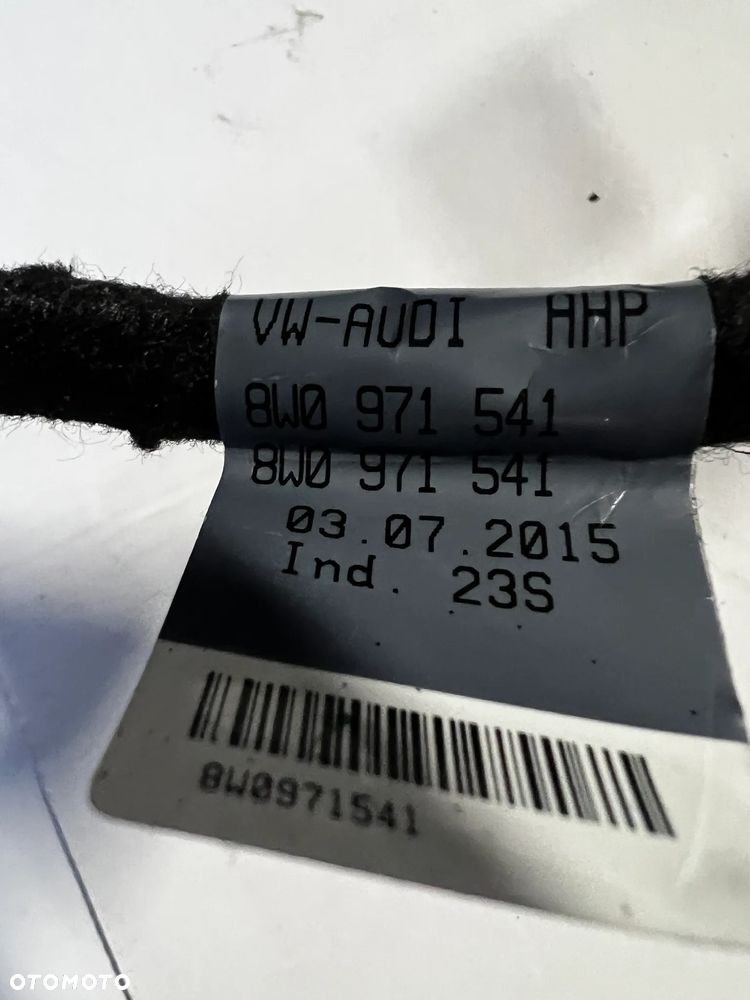 VW-AUDI AHP
8W0 971 541
8W0 971 541
03.07.2015
Ind. 23S
8W0971541
OTOMOTO